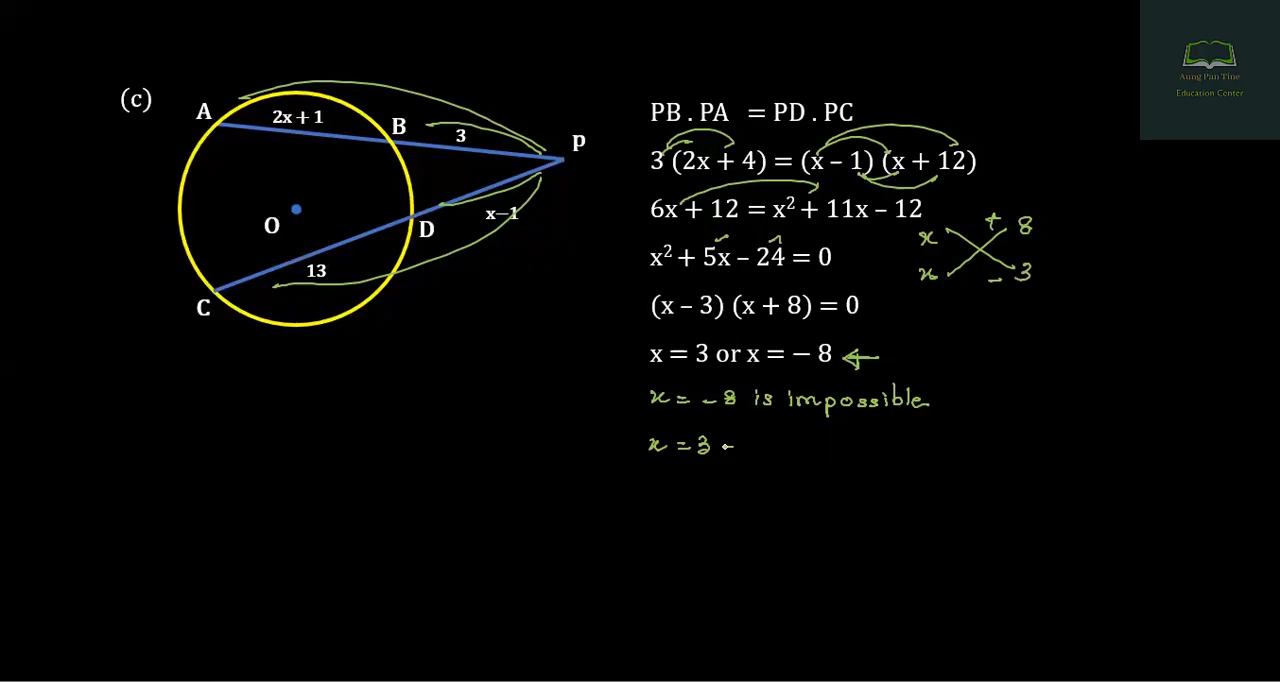 Aung Pan Tine
Education Center
(c)
A
2x + 1
B
3
P
O
x−1
D
13
C
PB . PA = PD . PC
3 (2x + 4) = (x – 1) (x + 12)
6x + 12 = x² + 11x – 12
x² + 5x – 24 = 0
(x – 3) (x + 8) = 0
x = 3 or x = – 8
x = - 8 is impossible
x = 3
x + 8
x - 3